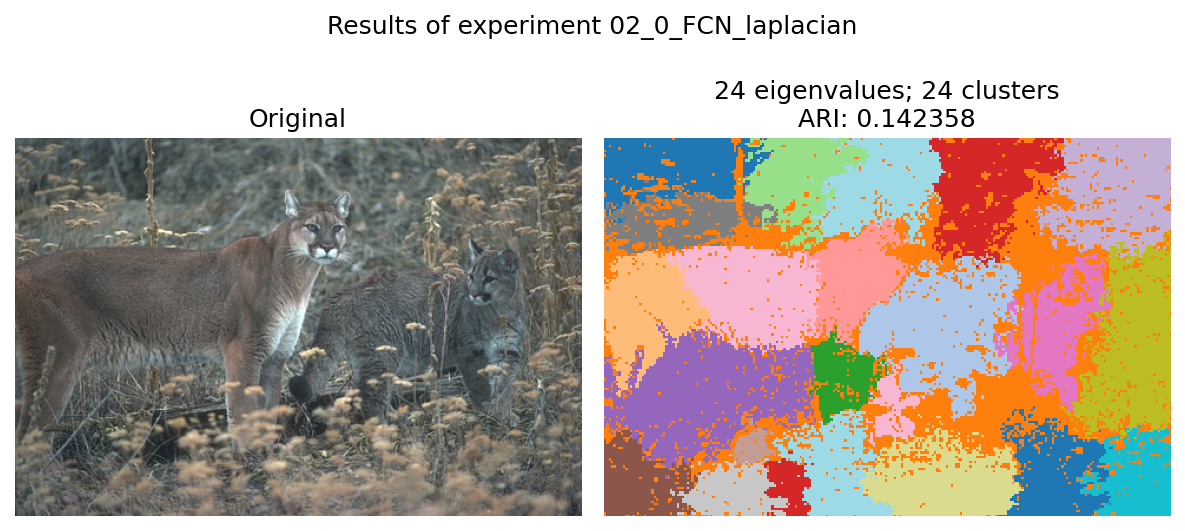 Results of experiment 02_0_FCN_laplacian
Original
24 eigenvalues; 24 clusters
ARI: 0.142358